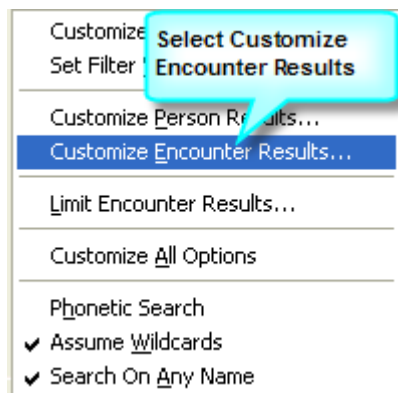 Customize
Select Customize
Encounter Results
Set Filter
Customize Person Results...
Customize Encounter Results...
Limit Encounter Results...
Customize All Options
Phonetic Search
Assume Wildcards
Search On Any Name